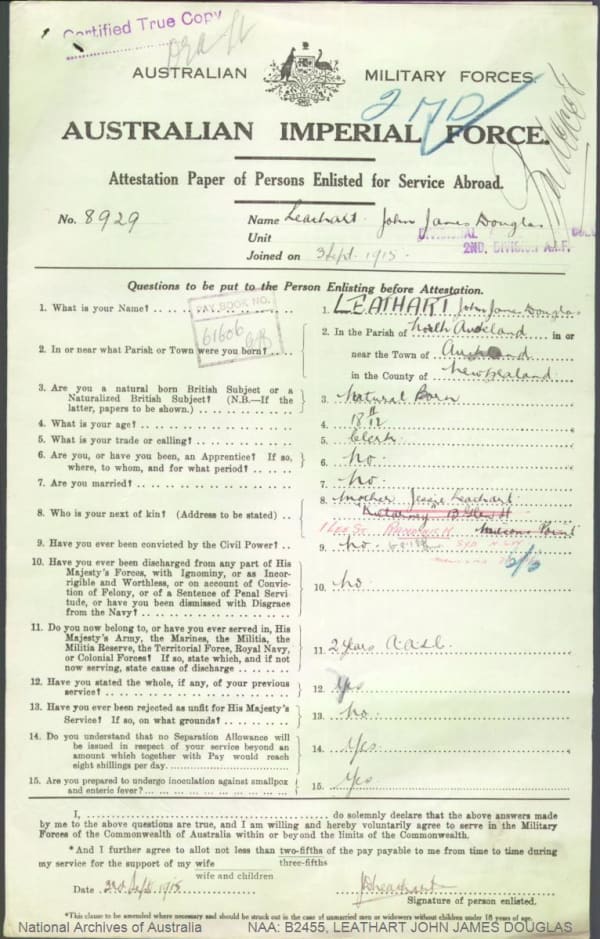 Certified True Copy
AUSTRALIAN MILITARY FORCES.
2ND
AUSTRALIAN IMPERIAL FORCE.
Attestation Paper of Persons Enlisted for Service Abroad.
No. 8929 Name Leathart John James Douglas
Unit DIVISIONAL
2ND. DIVISION A.I.F.
Joined on 3 Sept. 1915.
Questions to be put to the Person Enlisting before Attestation.
PAY BOOK NO.
61606
1. What is your Name? 1. LEATHART John James Douglas
2. In or near what Parish or Town were you born? 2. In the Parish of North Auckland in or
near the Town of Auckland
in the County of New Zealand
3. Are you a natural born British Subject or a
Naturalized British Subject? (N.B.—If the
latter, papers to be shown.) 3. Natural Born
4. What is your age? 4. 18
5. What is your trade or calling? 5. Clerk
6. Are you, or have you been, an Apprentice? If so,
where, to whom, and for what period? 6. No.
7. Are you married? 7. No.
8. Who is your next of kin? (Address to be stated) 8. Mother Jessie Leathart
Point
9. Have you ever been convicted by the Civil Power? 9. No.
10. Have you ever been discharged from any part of His
Majesty's Forces, with Ignominy, or as Incor-
rigible and Worthless, or on account of Convic-
tion of Felony, or of a Sentence of Penal Servi-
tude, or have you been dismissed with Disgrace
from the Navy? 10. No.
11. Do you now belong to, or have you ever served in, His
Majesty's Army, the Marines, the Militia, the
Militia Reserve, the Territorial Force, Royal Navy,
or Colonial Forces? If so, state which, and if not
now serving, state cause of discharge 11. 2 years
12. Have you stated the whole, if any, of your previous
service? 12. Yes
13. Have you ever been rejected as unfit for His Majesty's
Service? If so, on what grounds? 13. No.
14. Do you understand that no Separation Allowance will
be issued in respect of your service beyond an
amount which together with Pay would reach
eight shillings per day. 14. Yes.
15. Are you prepared to undergo inoculation against smallpox
and enteric fever? 15. Yes
I, do solemnly declare that the above answers made
by me to the above questions are true, and I am willing and hereby voluntarily agree to serve in the Military
Forces of the Commonwealth of Australia within or beyond the limits of the Commonwealth.
*And I further agree to allot not less than two-fifths of the pay payable to me from time to time during
three-fifths
my service for the support of my wife
wife and children
Date 3rd Sept. 1915 JDLeathart
Signature of person enlisted.
*This clause to be amended where necessary and should be struck out in the case of unmarried men or widowers without children under 18 years of age.
National Archives of Australia NAA: B2455, LEATHART JOHN JAMES DOUGLAS